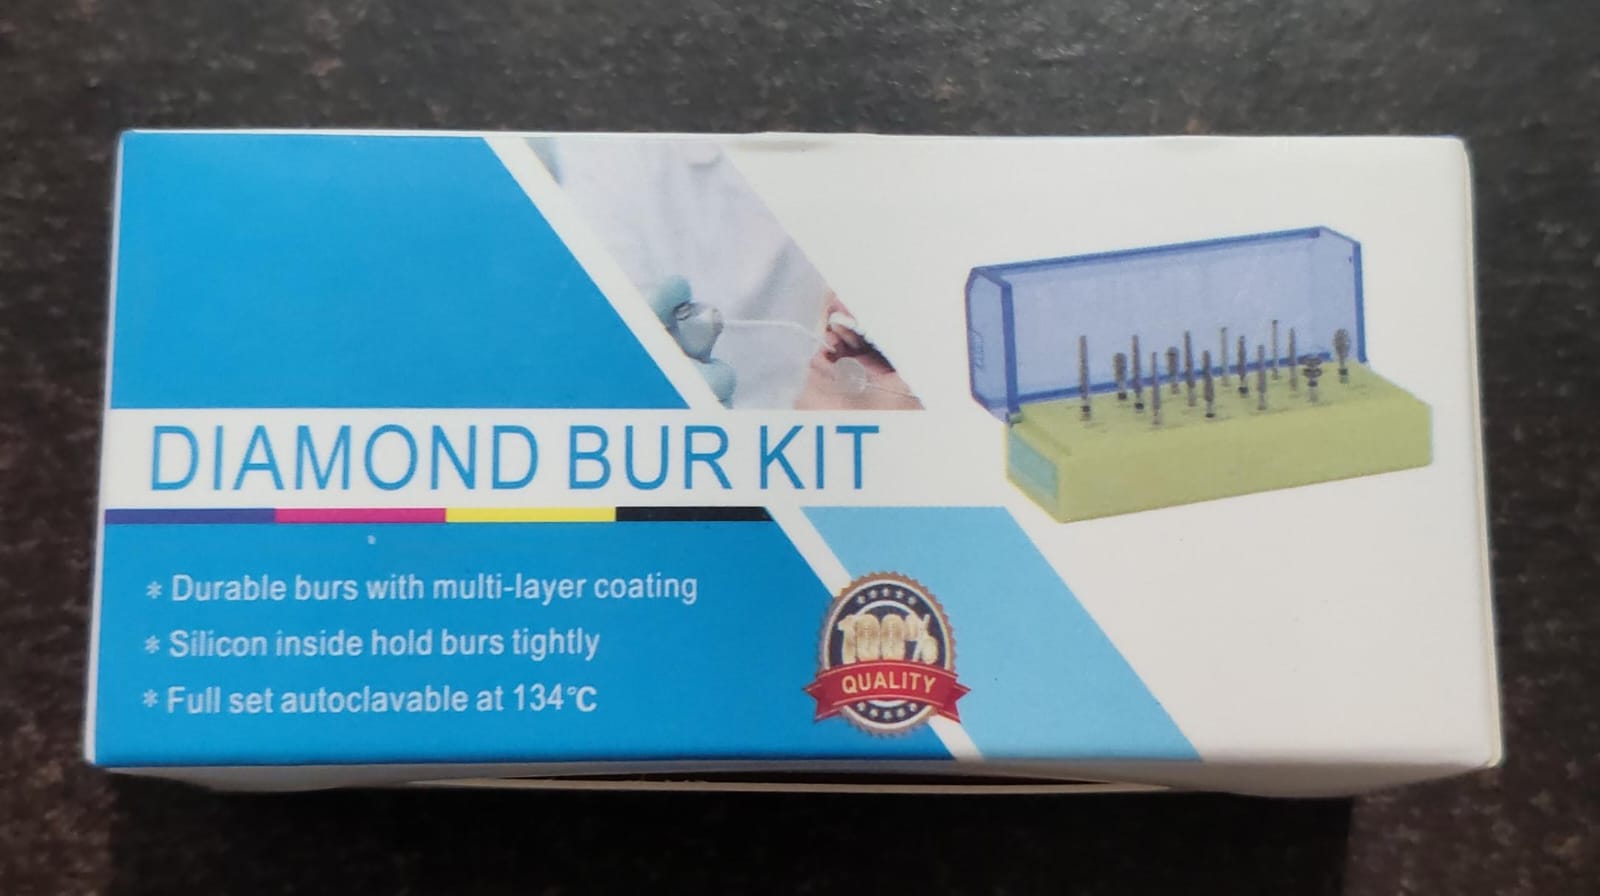 DIAMOND BUR KIT
* Durable burs with multi-layer coating
* Silicon inside hold burs tightly
* Full set autoclavable at 134℃
100%
QUALITY